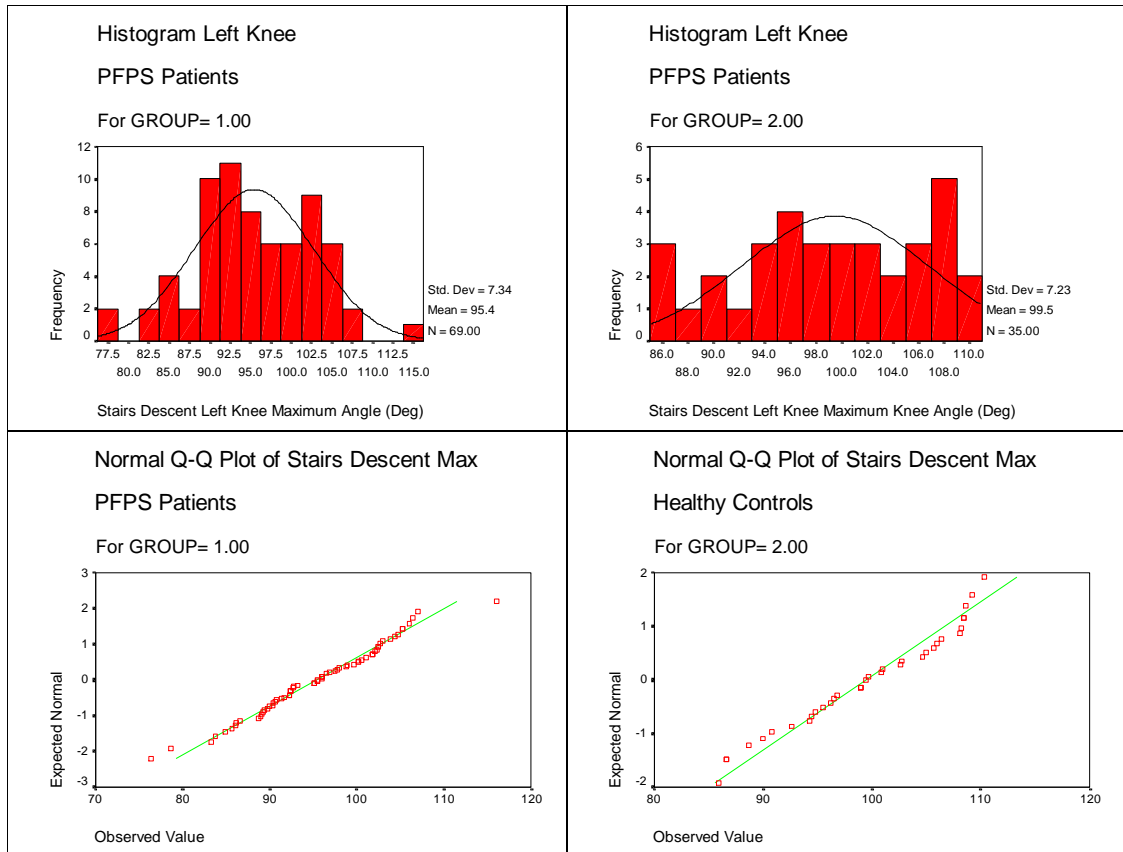 Histogram Left Knee
PFPS Patients
For GROUP= 1.00
12
10
8
6
4
2
0
Frequency
Std. Dev = 7.34
Mean = 95.4
N = 69.00
77.5 82.5 87.5 92.5 97.5 102.5 107.5 112.5
80.0 85.0 90.0 95.0 100.0 105.0 110.0 115.0
Stairs Descent Left Knee Maximum Angle (Deg)
Histogram Left Knee
PFPS Patients
For GROUP= 2.00
6
5
4
3
2
1
0
Frequency
Std. Dev = 7.23
Mean = 99.5
N = 35.00
86.0 90.0 94.0 98.0 102.0 106.0 110.0
88.0 92.0 96.0 100.0 104.0 108.0
Stairs Descent Left Knee Maximum Knee Angle (Deg)
Normal Q-Q Plot of Stairs Descent Max
PFPS Patients
For GROUP= 1.00
3
2
1
0
-1
-2
-3
Expected Normal
70 80 90 100 110 120
Observed Value
Normal Q-Q Plot of Stairs Descent Max
Healthy Controls
For GROUP= 2.00
2
1
0
-1
-2
Expected Normal
80 90 100 110 120
Observed Value